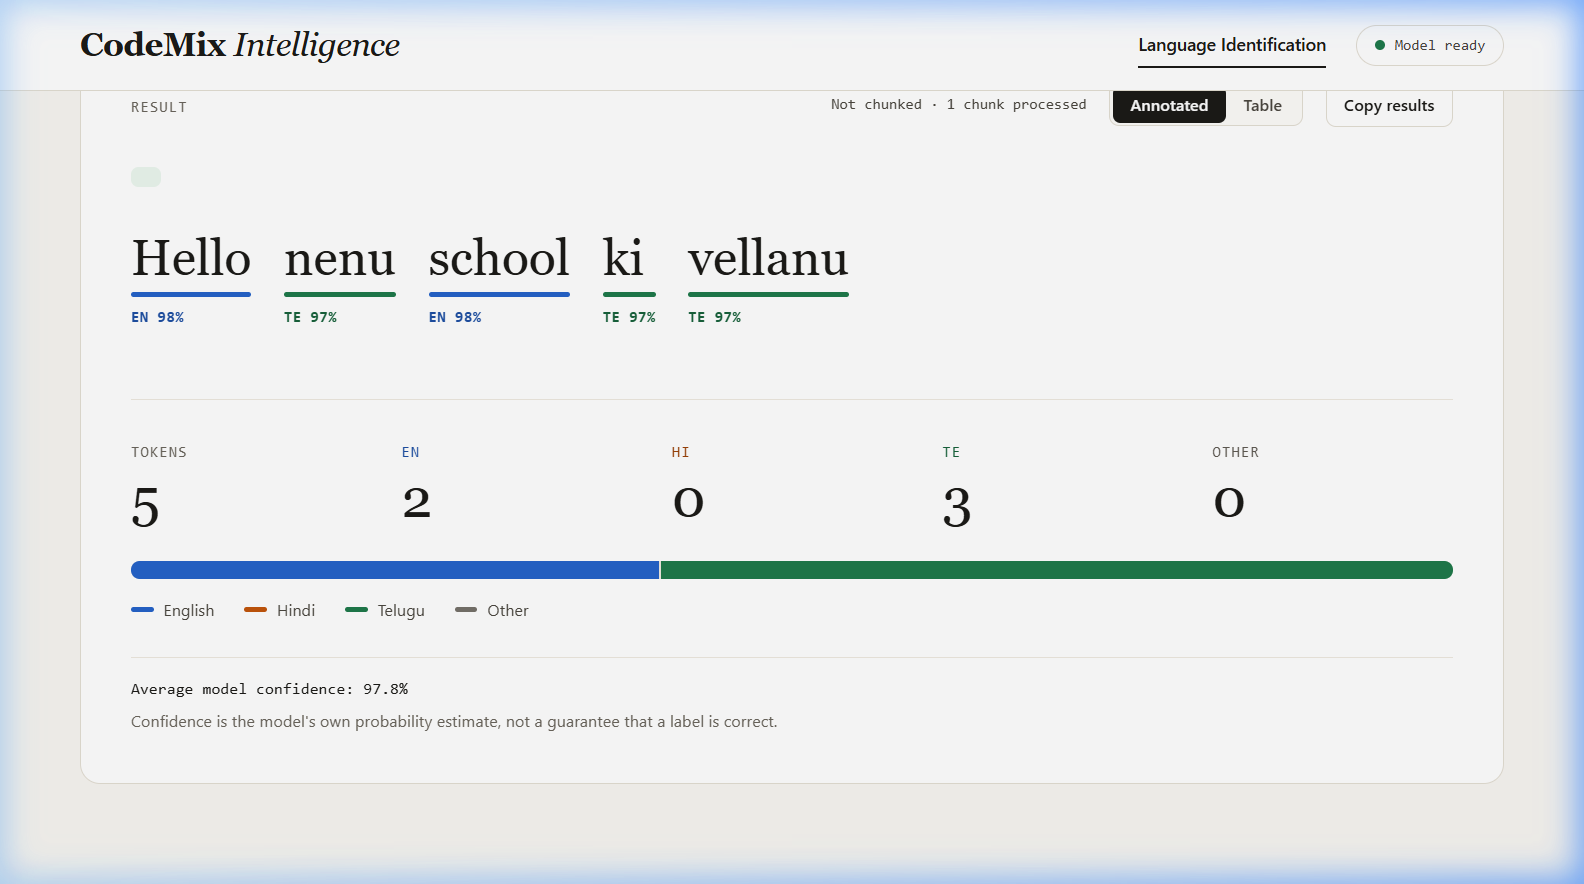 CodeMix Intelligence
Language Identification
Model ready
RESULT
Not chunked · 1 chunk processed
Annotated
Table
Copy results
Hello nenu school ki vellanu
EN 98% TE 97% EN 98% TE 97% TE 97%
TOKENS EN HI TE OTHER
5 2 0 3 0
English Hindi Telugu Other
Average model confidence: 97.8%
Confidence is the model's own probability estimate, not a guarantee that a label is correct.